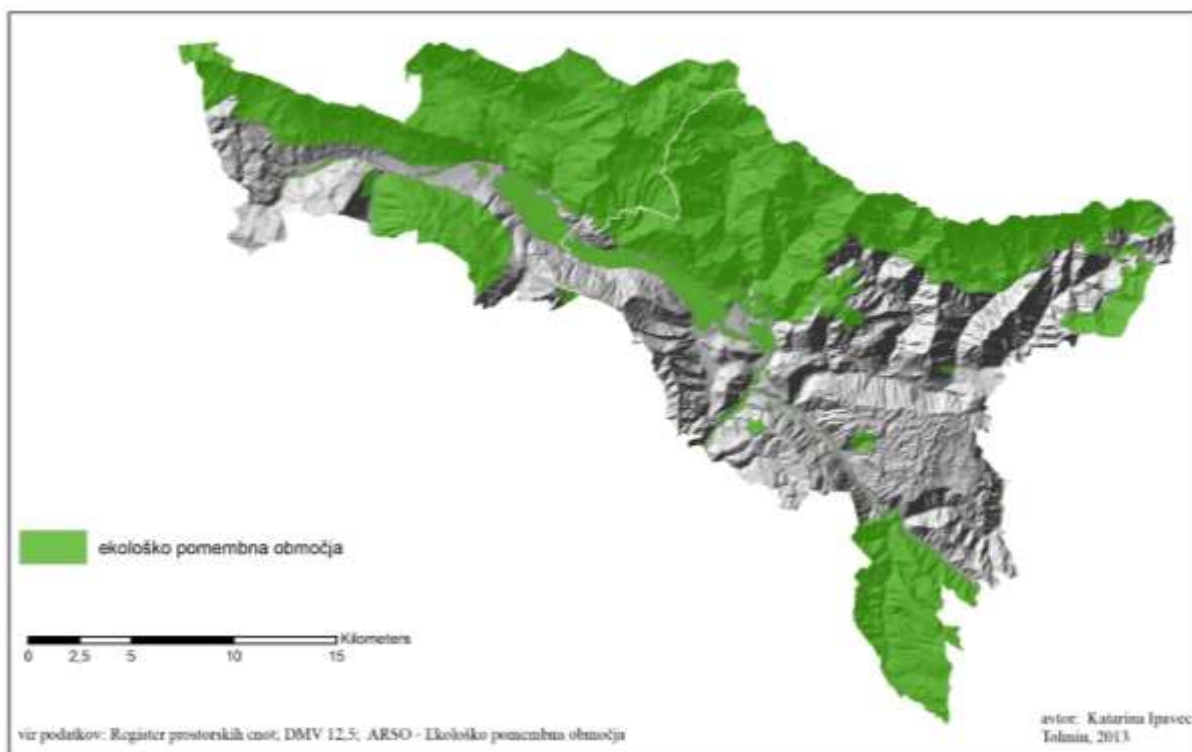 ekološko pomembna območja
Kilometers
0 2,5 5 10 15
vir podatkov: Register prostorskih enot; DMV 12,5; ARSO - Ekološko pomembna območja
avtor: Katarina Ipavec
Tolmin, 2013